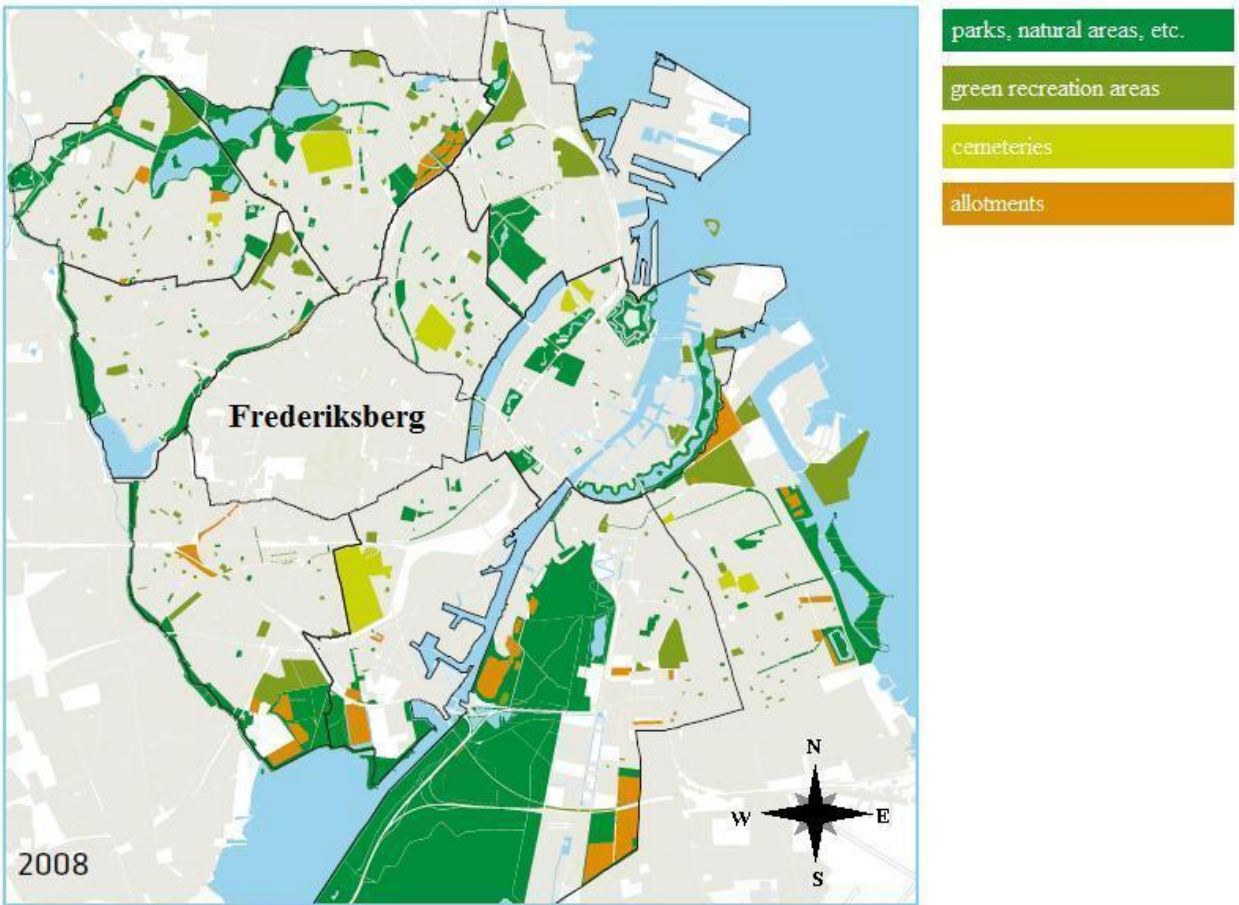 parks, natural areas, etc.
green recreation areas
cemeteries
allotments
Frederiksberg
N
W
E
S
2008